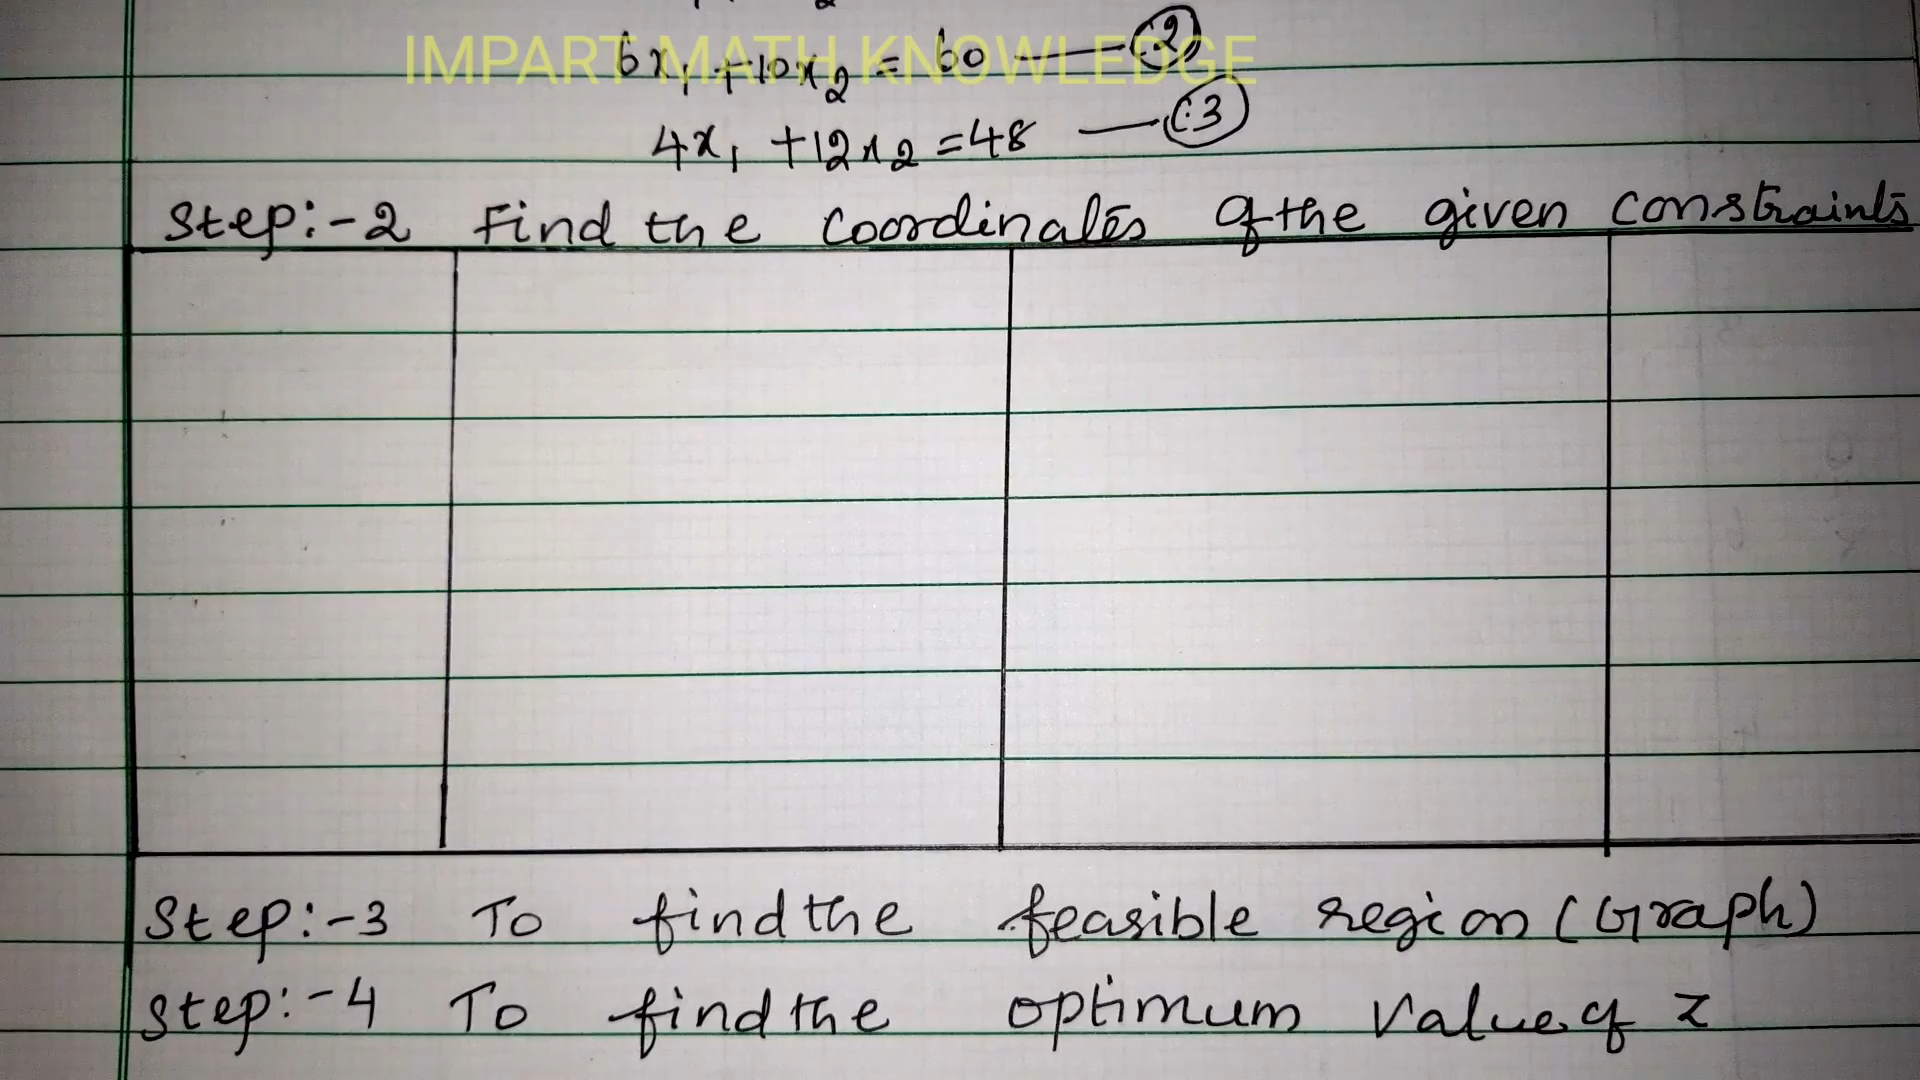 IMPART MATH KNOWLEDGE
6x₁ +10x₂ = 60 —— (2)
4x₁ +12x₂ =48 —— (3)
Step:-2 Find the coordinates of the given constraints
Step:-3 To find the feasible region (Graph)
Step:-4 To find the optimum value of z